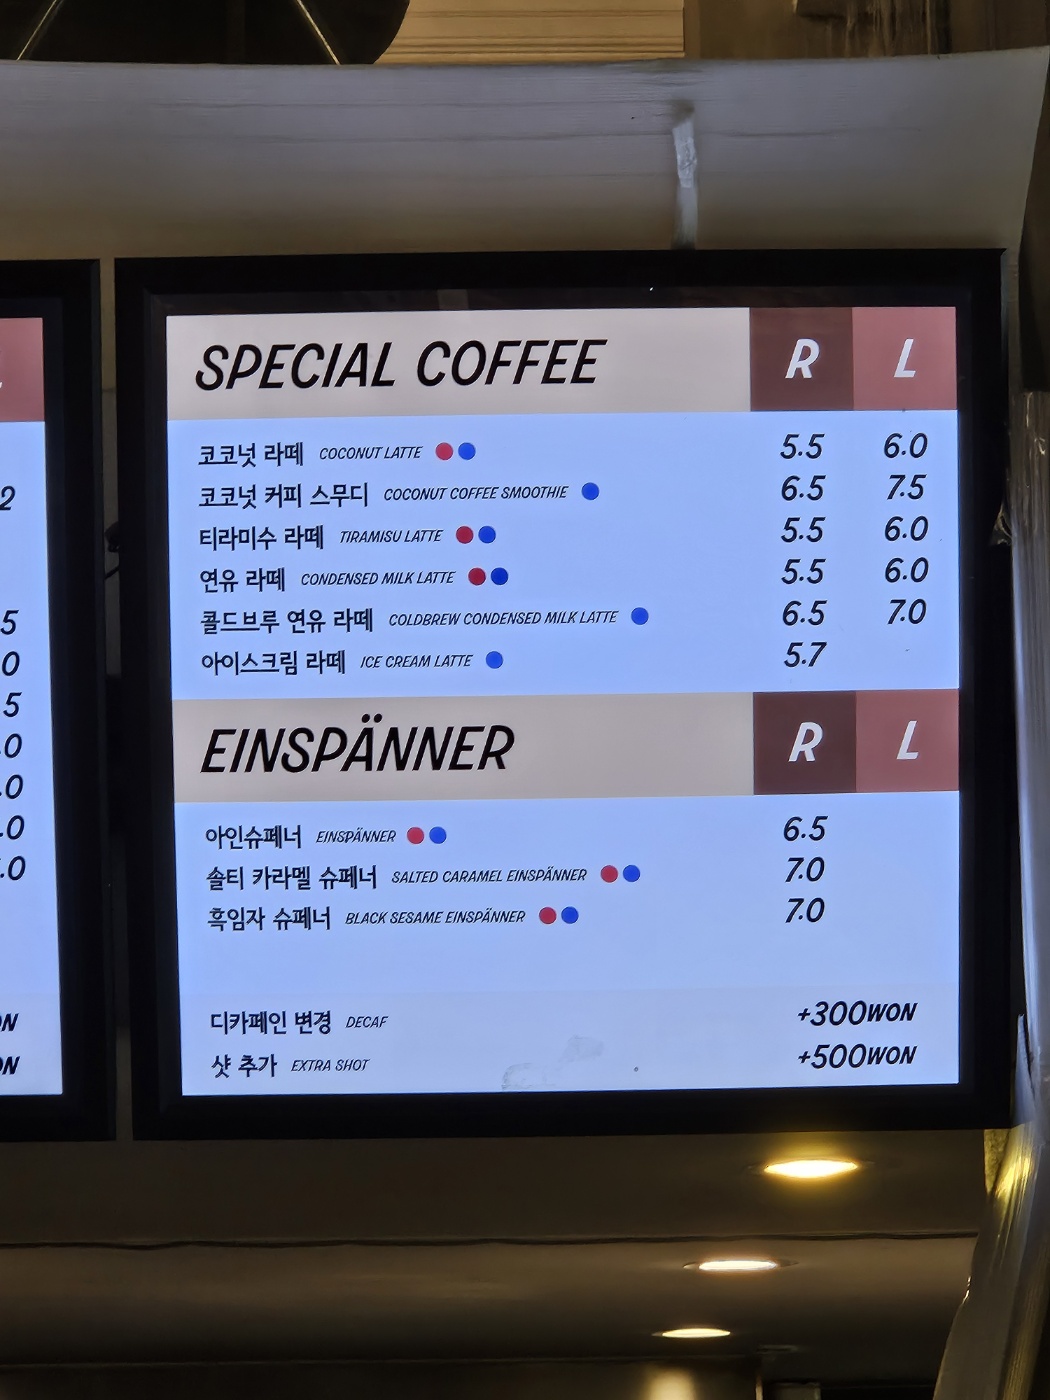 SPECIAL COFFEE R L
코코넛 라떼 COCONUT LATTE 5.5 6.0
코코넛 커피 스무디 COCONUT COFFEE SMOOTHIE 6.5 7.5
티라미수 라떼 TIRAMISU LATTE 5.5 6.0
연유 라떼 CONDENSED MILK LATTE 5.5 6.0
콜드브루 연유 라떼 COLDBREW CONDENSED MILK LATTE 6.5 7.0
아이스크림 라떼 ICE CREAM LATTE 5.7
EINSPÄNNER R L
아인슈페너 EINSPÄNNER 6.5
솔티 카라멜 슈페너 SALTED CARAMEL EINSPÄNNER 7.0
흑임자 슈페너 BLACK SESAME EINSPÄNNER 7.0
디카페인 변경 DECAF +300WON
샷 추가 EXTRA SHOT +500WON